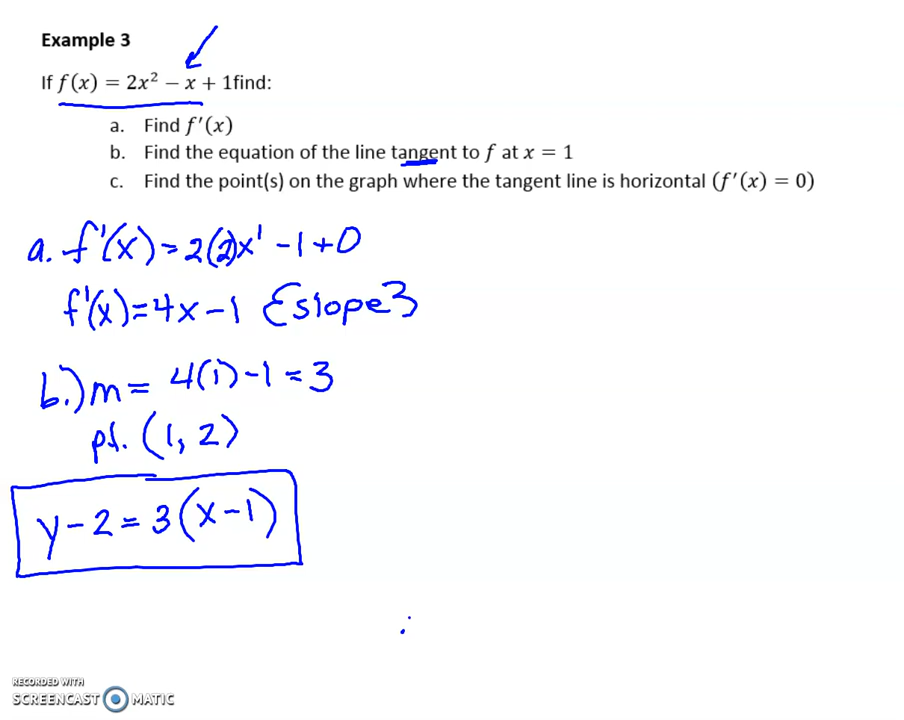 Example 3
If f(x) = 2x² − x + 1find:
a. Find f′(x)
b. Find the equation of the line tangent to f at x = 1
c. Find the point(s) on the graph where the tangent line is horizontal (f′(x) = 0)
a. f'(x) = 2(2)x' - 1 + 0
f'(x) = 4x - 1 {slope}
b.) m = 4(1) - 1 = 3
pt. (1, 2)
y - 2 = 3(x - 1)
RECORDED WITH
SCREENCAST MATIC